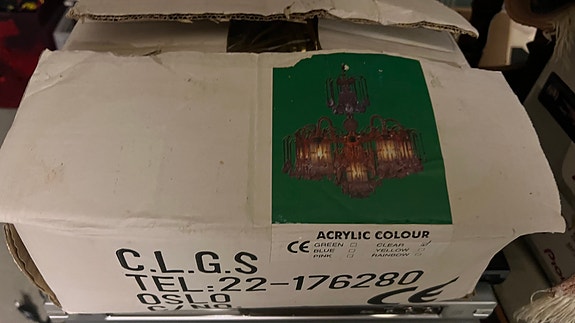 ACRYLIC COLOUR
CE GREEN CLEAR
BLUE YELLOW
PINK RAINBOW
C.L.G.S
TEL:22-176280
OSLO
CE